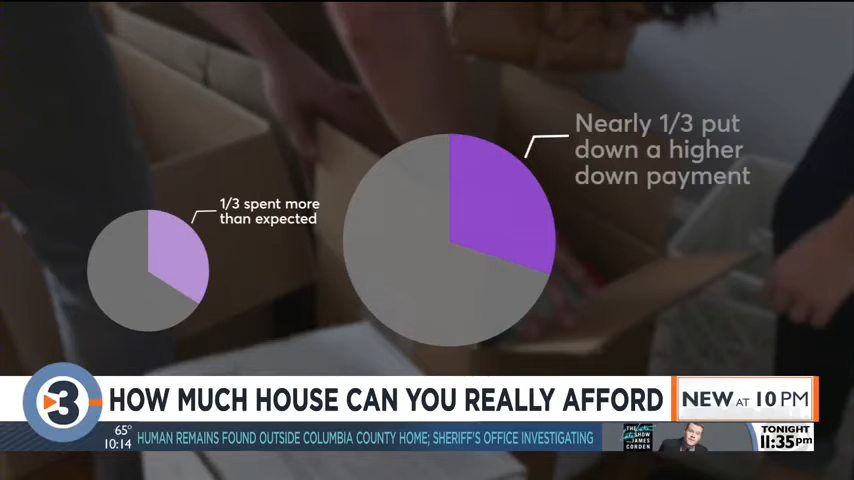 Nearly 1/3 put
down a higher
down payment
1/3 spent more
than expected
3
HOW MUCH HOUSE CAN YOU REALLY AFFORD
NEW AT 10 PM
65°
10:14
HUMAN REMAINS FOUND OUTSIDE COLUMBIA COUNTY HOME; SHERIFF'S OFFICE INVESTIGATING
THE LATE LATE SHOW
JAMES
CORDEN
TONIGHT
11:35pm